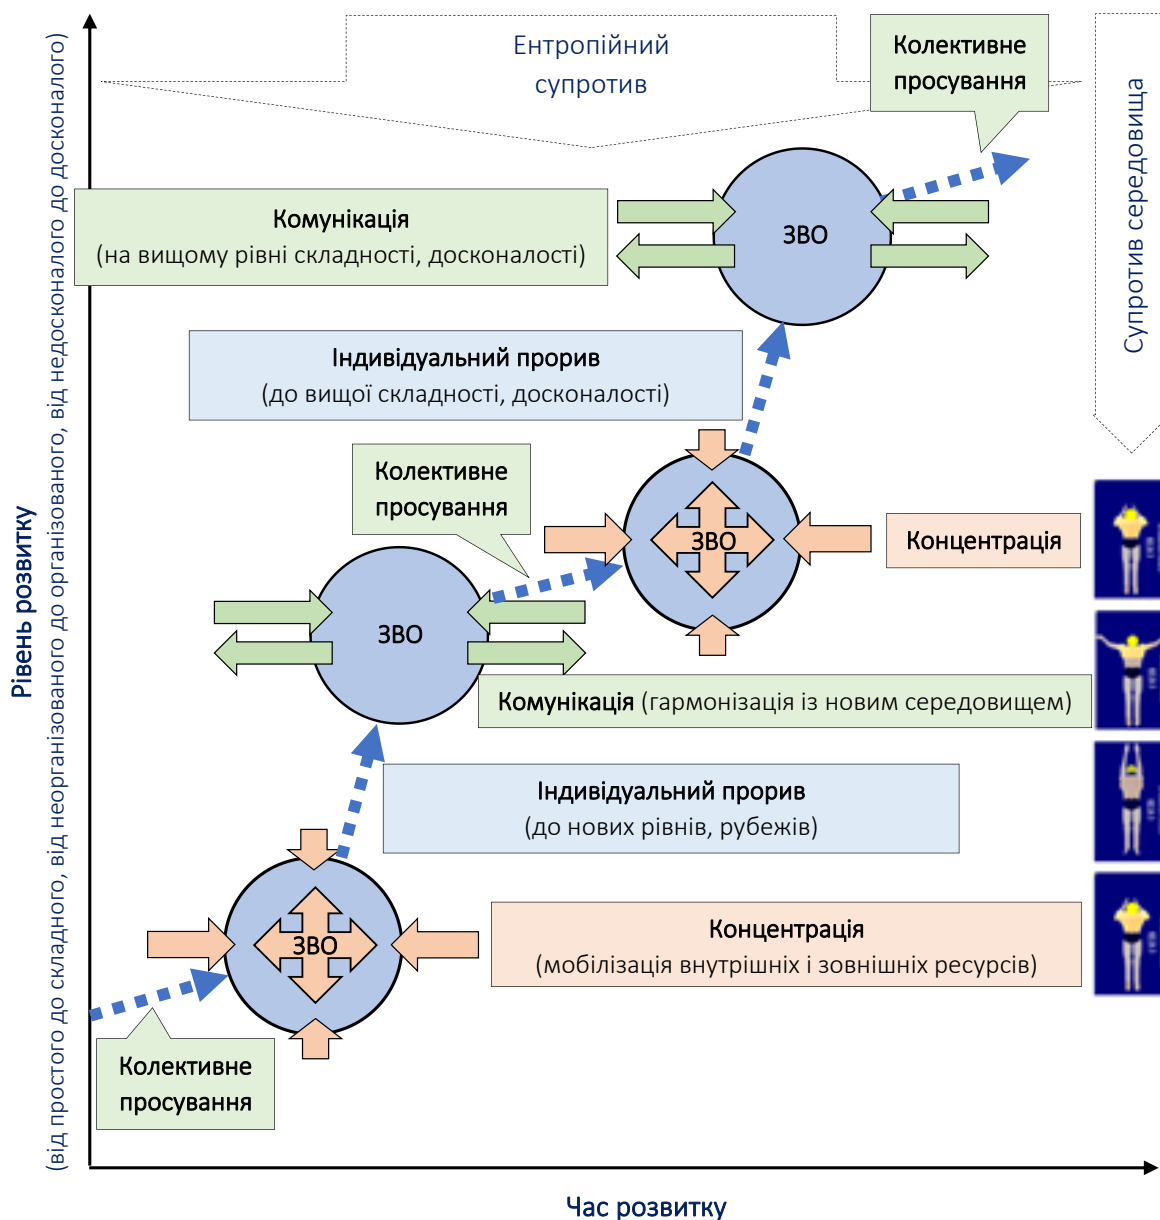 Ентропійний
супротив
Колективне
просування
Супротив середовища
Комунікація
(на вищому рівні складності, досконалості)
ЗВО
Індивідуальний прорив
(до вищої складності, досконалості)
Колективне
просування
ЗВО
Концентрація
ЗВО
Комунікація (гармонізація із новим середовищем)
Індивідуальний прорив
(до нових рівнів, рубежів)
ЗВО
Концентрація
(мобілізація внутрішніх і зовнішніх ресурсів)
Колективне
просування
Рівень розвитку
(від простого до складного, від неорганізованого до організованого, від недосконалого до досконалого)
Час розвитку